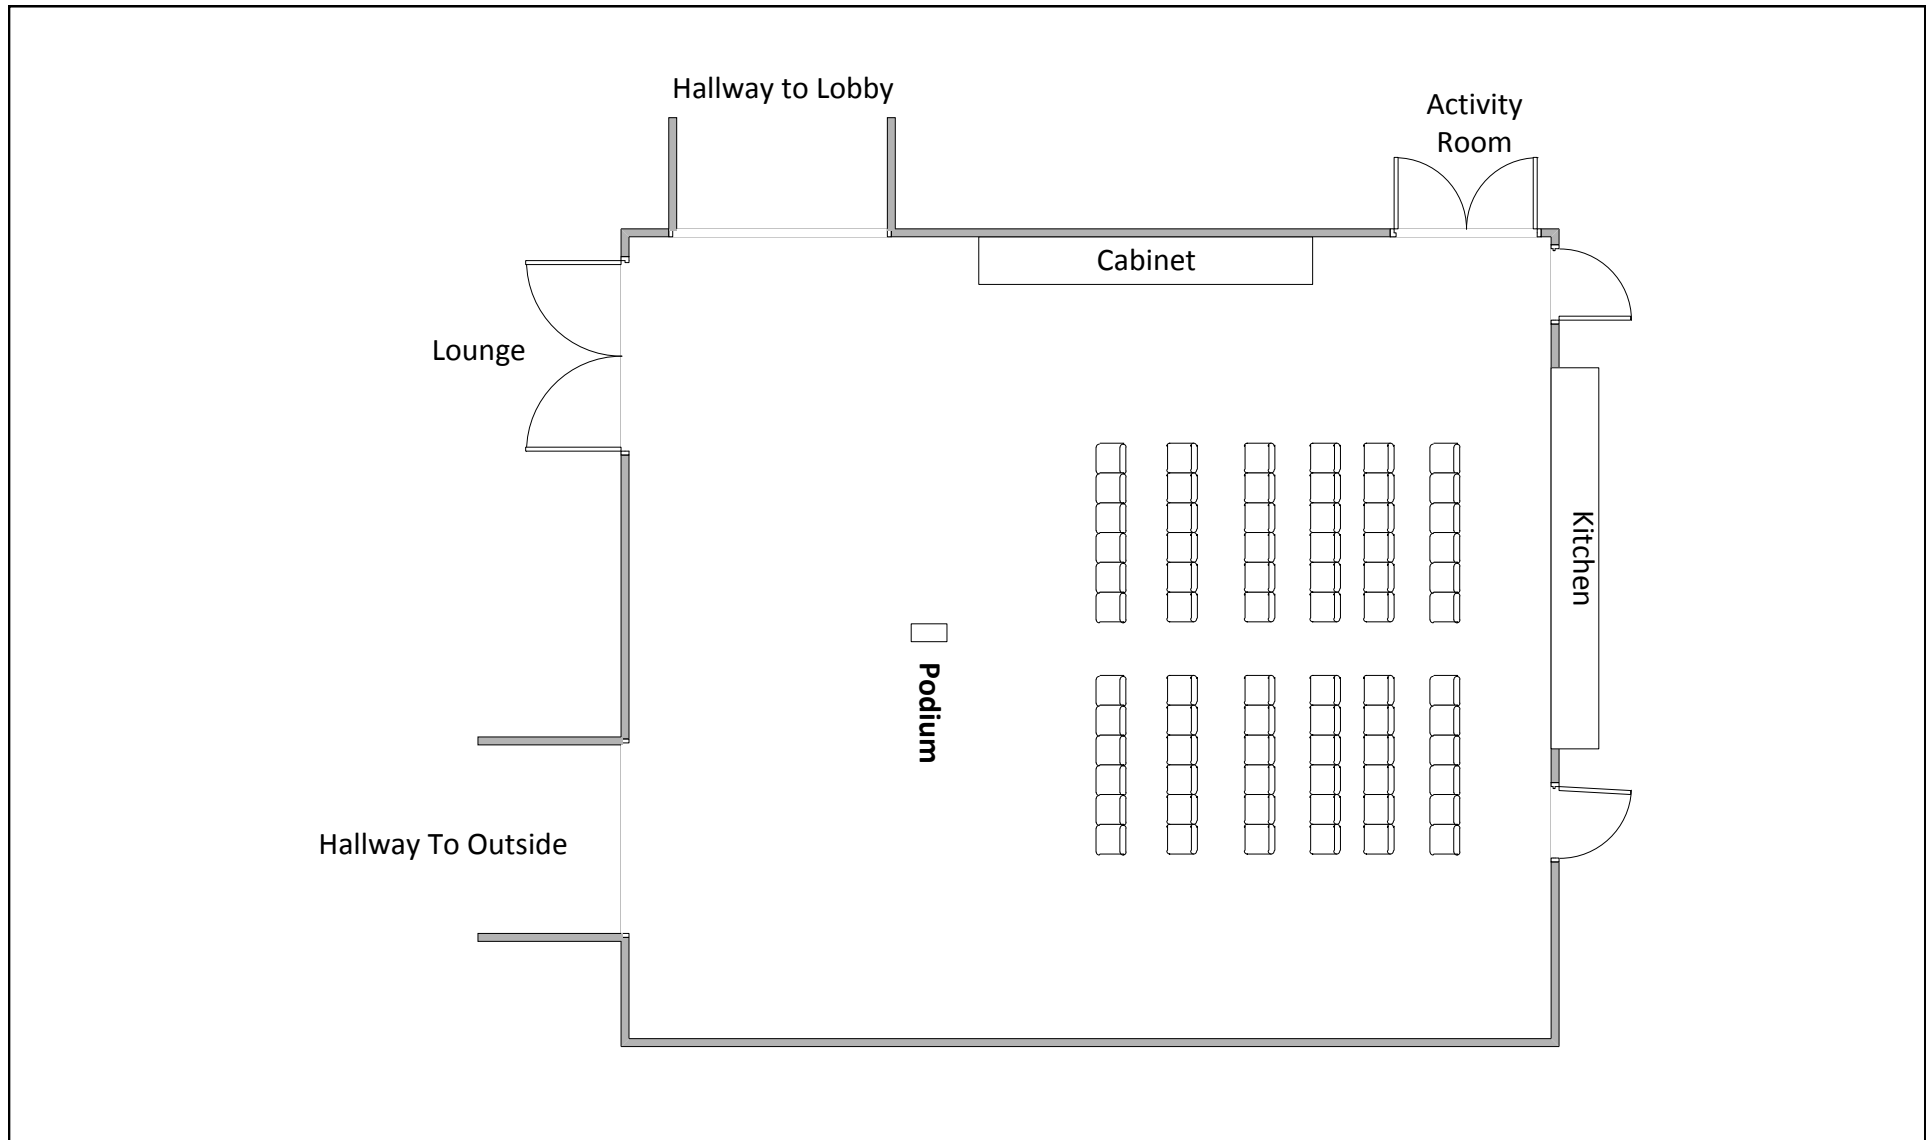 Hallway to Lobby
Activity
Room
Cabinet
Lounge
Kitchen
Podium
Hallway To Outside